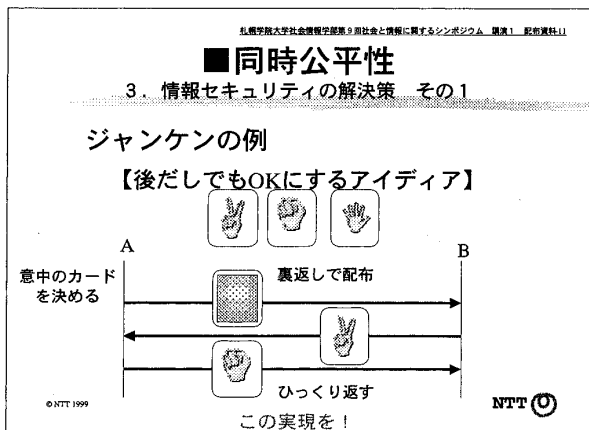 札幌学院大学社会情報学部第9回社会と情報に関するシンポジウム 講演1 配布資料11
■同時公平性
3．情報セキュリティの解決策 その1
ジャンケンの例
【後だしでもOKにするアイディア】
A
B
意中のカード
を決める
裏返しで配布
ひっくり返す
© NTT 1999
この実現を！
NTT